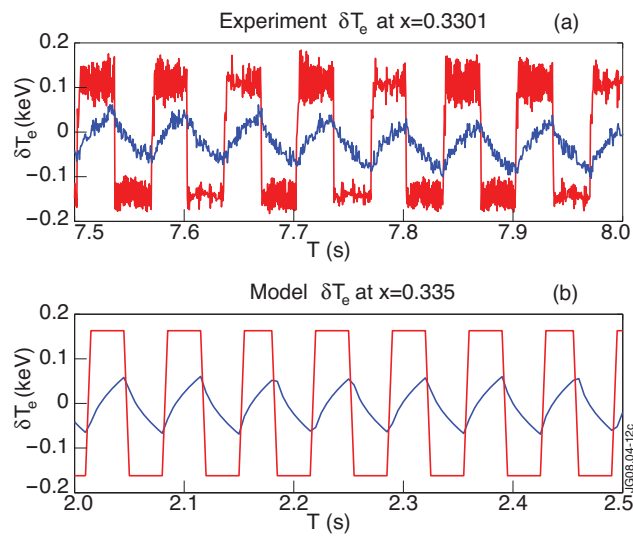 Experiment δTe at x=0.3301 (a)
0.2
0.1
0
−0.1
−0.2
δTe (keV)
7.5 7.6 7.7 7.8 7.9 8.0
T (s)
Model δTe at x=0.335 (b)
0.2
0.1
0
−0.1
−0.2
δTe (keV)
2.0 2.1 2.2 2.3 2.4 2.5
T (s)
JG08.04-12c